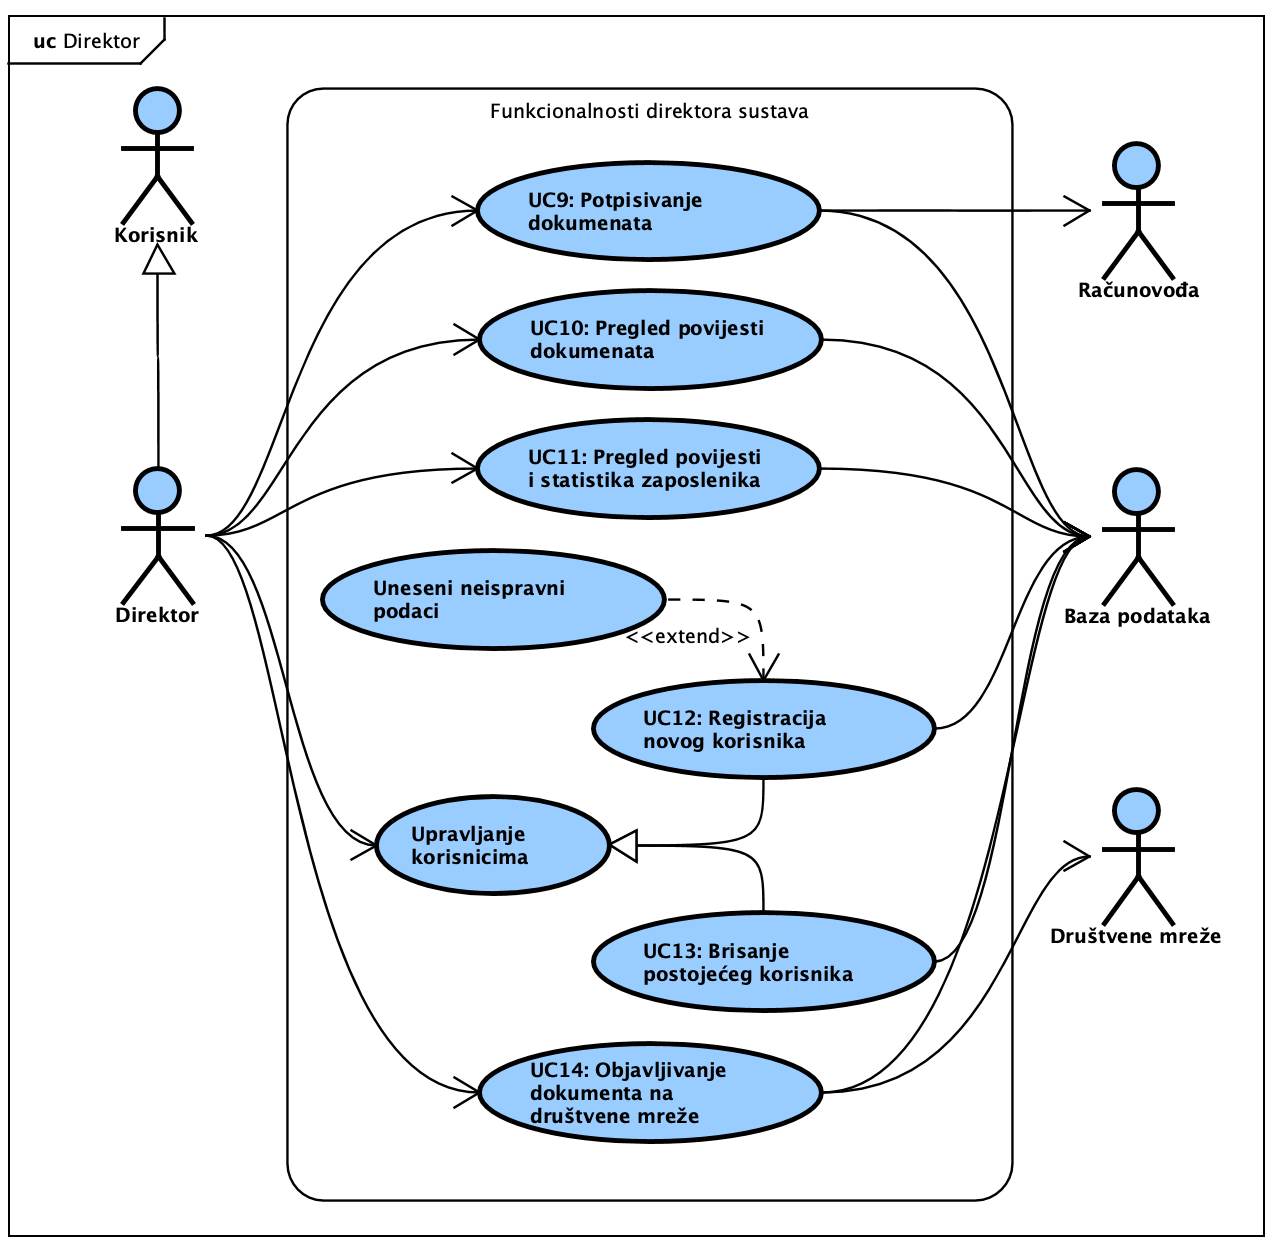 uc Direktor
Funkcionalnosti direktora sustava
Korisnik
UC9: Potpisivanje
dokumenata
Računovođa
UC10: Pregled povijesti
dokumenata
UC11: Pregled povijesti
i statistika zaposlenika
Direktor
Baza podataka
Uneseni neispravni
podaci
<<extend>>
UC12: Registracija
novog korisnika
Upravljanje
korisnicima
Društvene mreže
UC13: Brisanje
postojećeg korisnika
UC14: Objavljivanje
dokumenta na
društvene mreže